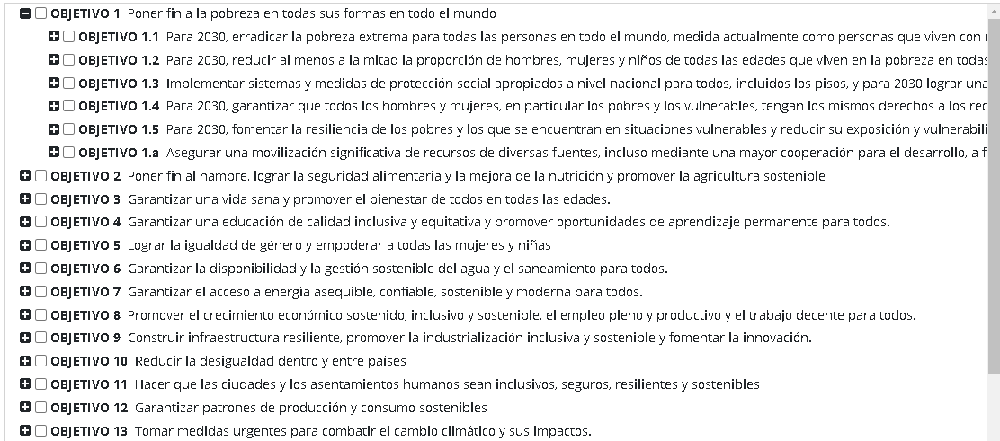 OBJETIVO 1 Poner fin a la pobreza en todas sus formas en todo el mundo
OBJETIVO 1.1 Para 2030, erradicar la pobreza extrema para todas las personas en todo el mundo, medida actualmente como personas que viven con
OBJETIVO 1.2 Para 2030, reducir al menos a la mitad la proporción de hombres, mujeres y niños de todas las edades que viven en la pobreza en todas
OBJETIVO 1.3 Implementar sistemas y medidas de protección social apropiados a nivel nacional para todos, incluidos los pisos, y para 2030 lograr una
OBJETIVO 1.4 Para 2030, garantizar que todos los hombres y mujeres, en particular los pobres y los vulnerables, tengan los mismos derechos a los rec
OBJETIVO 1.5 Para 2030, fomentar la resiliencia de los pobres y los que se encuentran en situaciones vulnerables y reducir su exposición y vulnerabili
OBJETIVO 1.a Asegurar una movilización significativa de recursos de diversas fuentes, incluso mediante una mayor cooperación para el desarrollo, a f
OBJETIVO 2 Poner fin al hambre, lograr la seguridad alimentaria y la mejora de la nutrición y promover la agricultura sostenible
OBJETIVO 3 Garantizar una vida sana y promover el bienestar de todos en todas las edades.
OBJETIVO 4 Garantizar una educación de calidad inclusiva y equitativa y promover oportunidades de aprendizaje permanente para todos.
OBJETIVO 5 Lograr la igualdad de género y empoderar a todas las mujeres y niñas
OBJETIVO 6 Garantizar la disponibilidad y la gestión sostenible del agua y el saneamiento para todos.
OBJETIVO 7 Garantizar el acceso a energía asequible, confiable, sostenible y moderna para todos.
OBJETIVO 8 Promover el crecimiento económico sostenido, inclusivo y sostenible, el empleo pleno y productivo y el trabajo decente para todos.
OBJETIVO 9 Construir infraestructura resiliente, promover la industrialización inclusiva y sostenible y fomentar la innovación.
OBJETIVO 10 Reducir la desigualdad dentro y entre países
OBJETIVO 11 Hacer que las ciudades y los asentamientos humanos sean inclusivos, seguros, resilientes y sostenibles
OBJETIVO 12 Garantizar patrones de producción y consumo sostenibles
OBJETIVO 13 Tomar medidas urgentes para combatir el cambio climático y sus impactos.